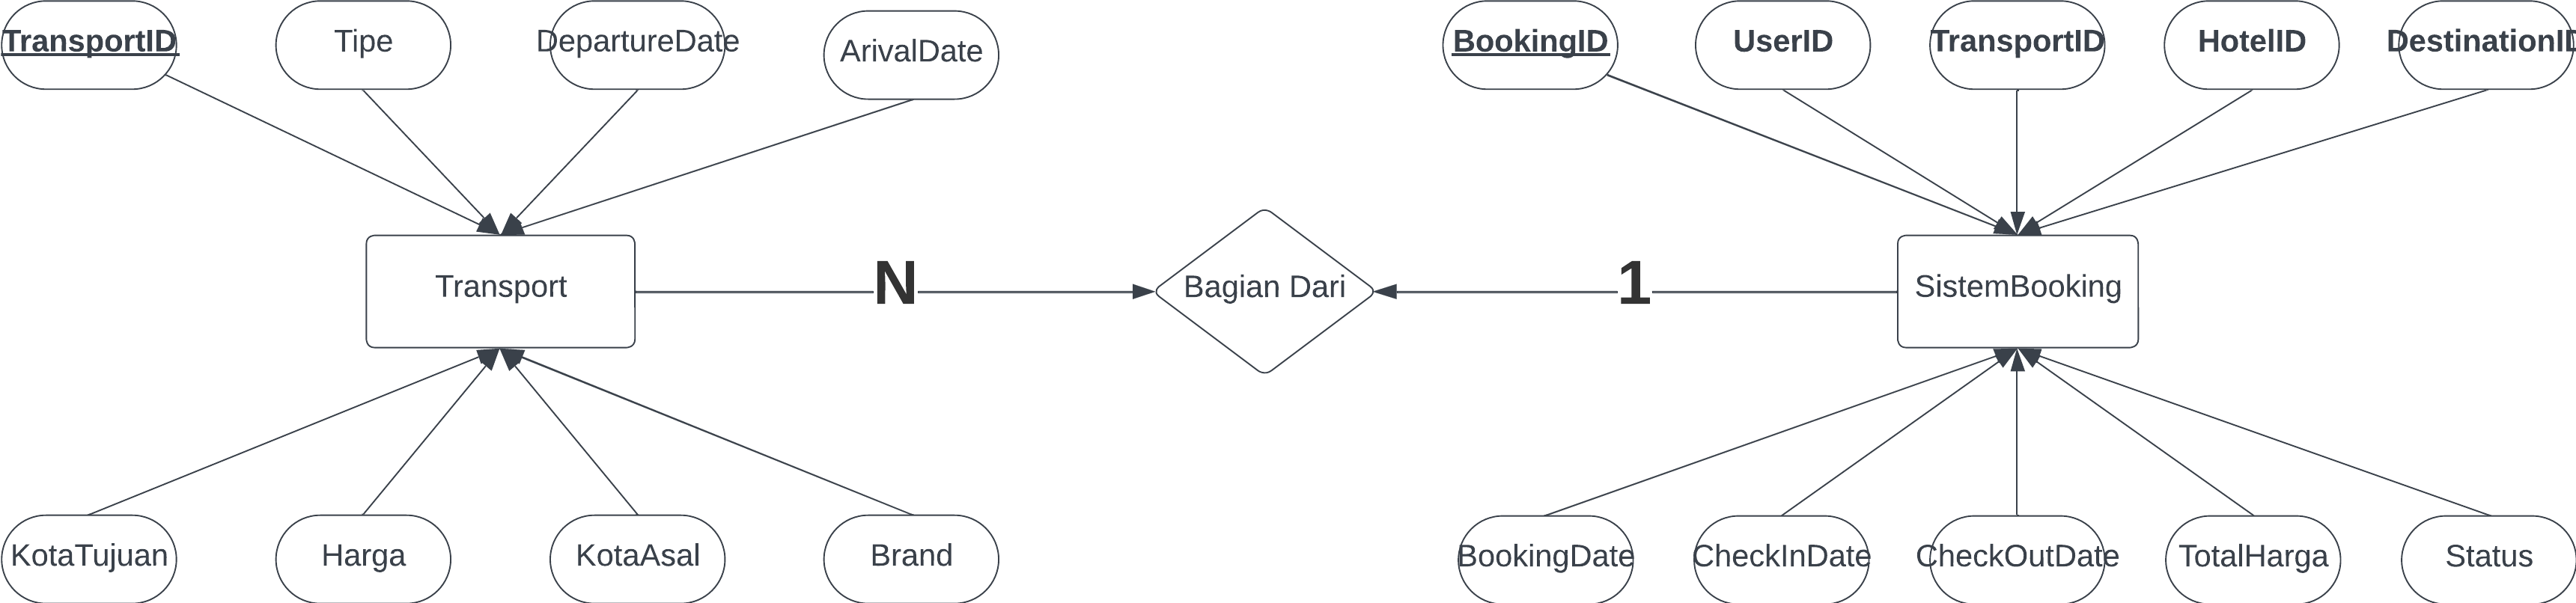 TransportID
Tipe
DepartureDate
ArivalDate
BookingID
UserID
TransportID
HotelID
DestinationID
Transport
N
Bagian Dari
1
SistemBooking
KotaTujuan
Harga
KotaAsal
Brand
BookingDate
CheckInDate
CheckOutDate
TotalHarga
Status